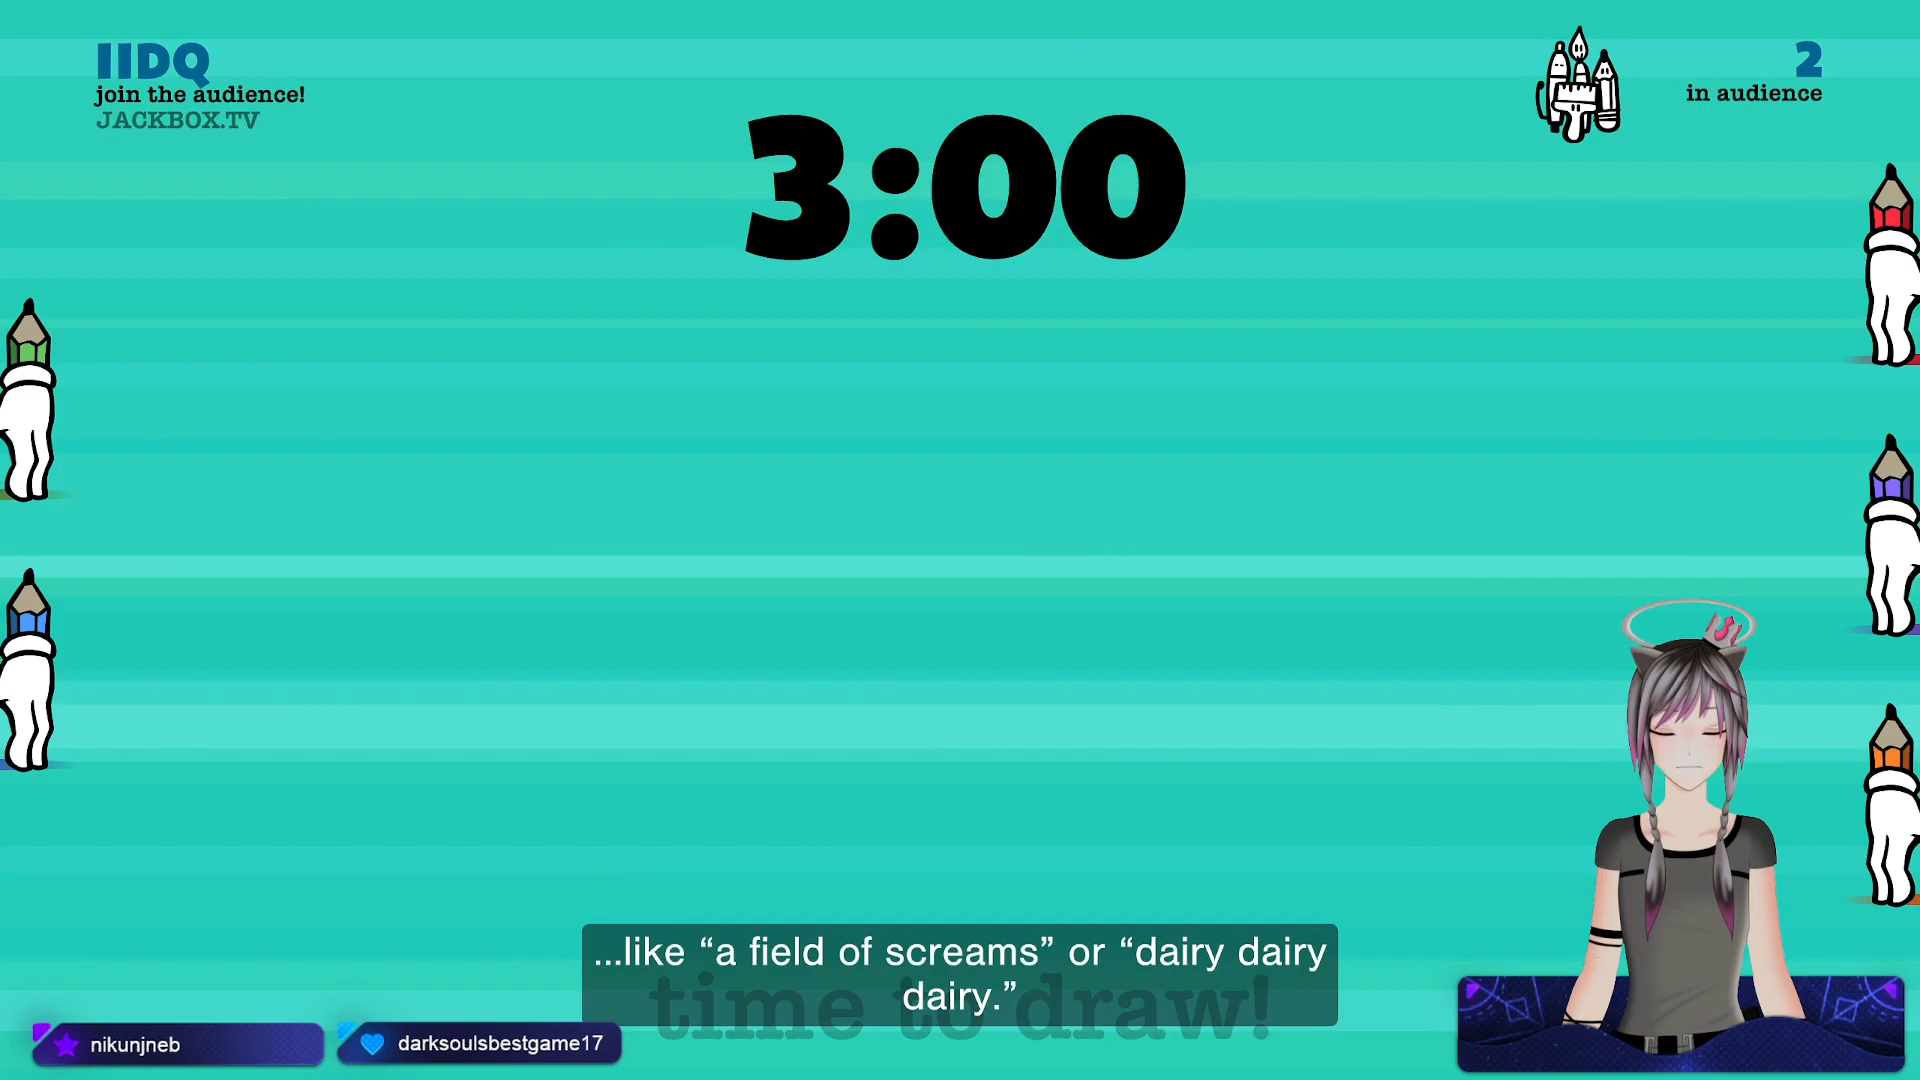 IIDQ
join the audience!
JACKBOX.TV
2
in audience
3:00
...like “a field of screams” or “dairy dairy
dairy.”
time to draw!
nikunjneb
darksoulsbestgame17